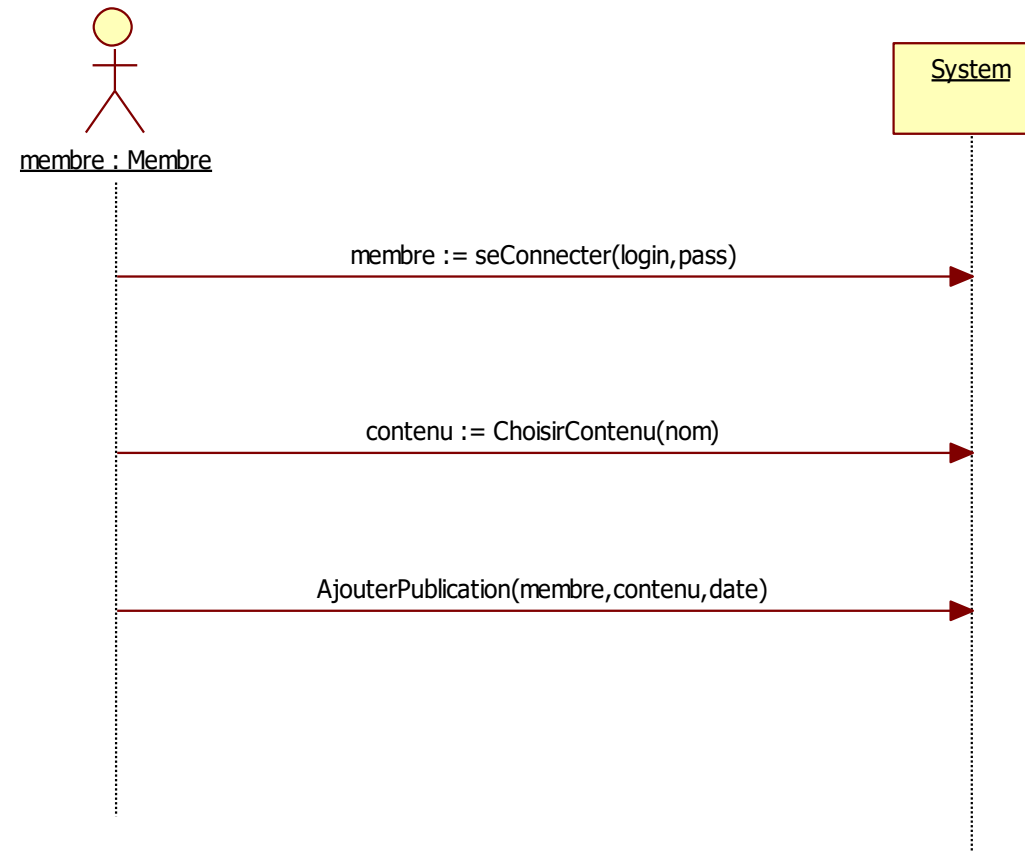 System
membre : Membre
membre := seConnecter(login,pass)
contenu := ChoisirContenu(nom)
AjouterPublication(membre,contenu,date)